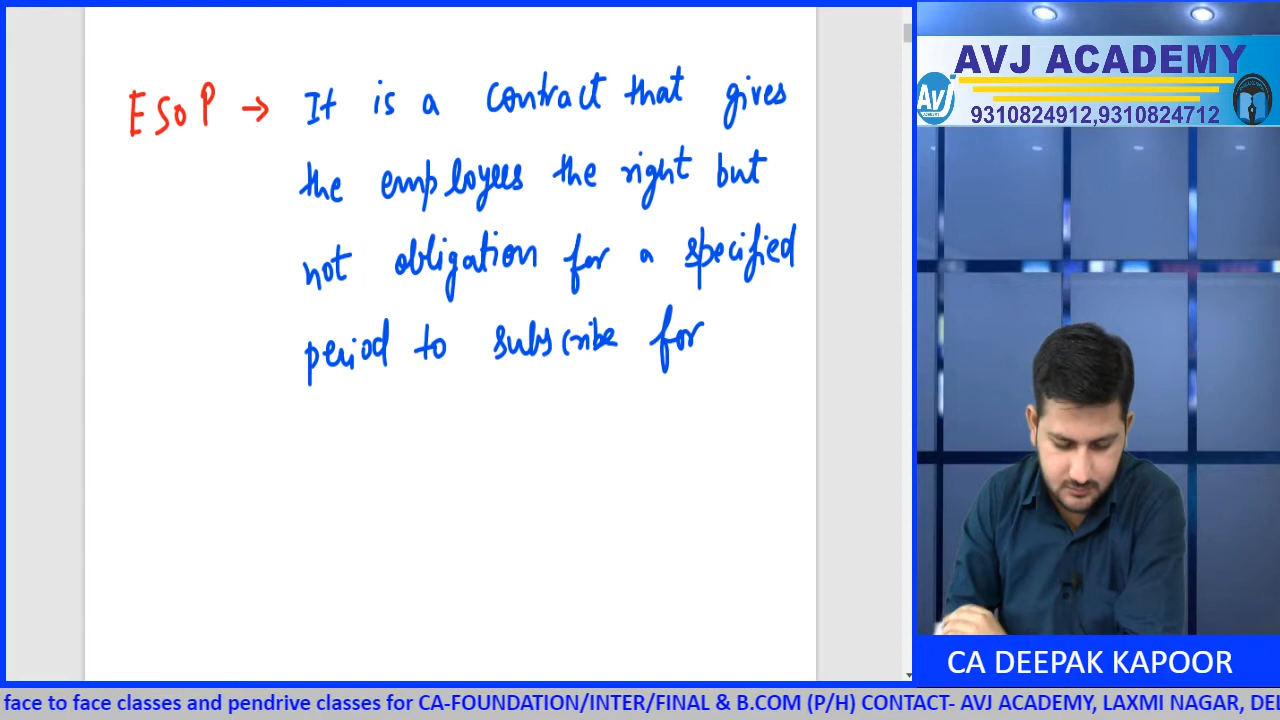 ESOP → It is a contract that gives
the employees the right but
not obligation for a specified
period to subscribe for
AVJ ACADEMY
AV
9310824912,9310824712
CA DEEPAK KAPOOR
face to face classes and pendrive classes for CA-FOUNDATION/INTER/FINAL & B.COM (P/H) CONTACT- AVJ ACADEMY, LAXMI NAGAR, DEL